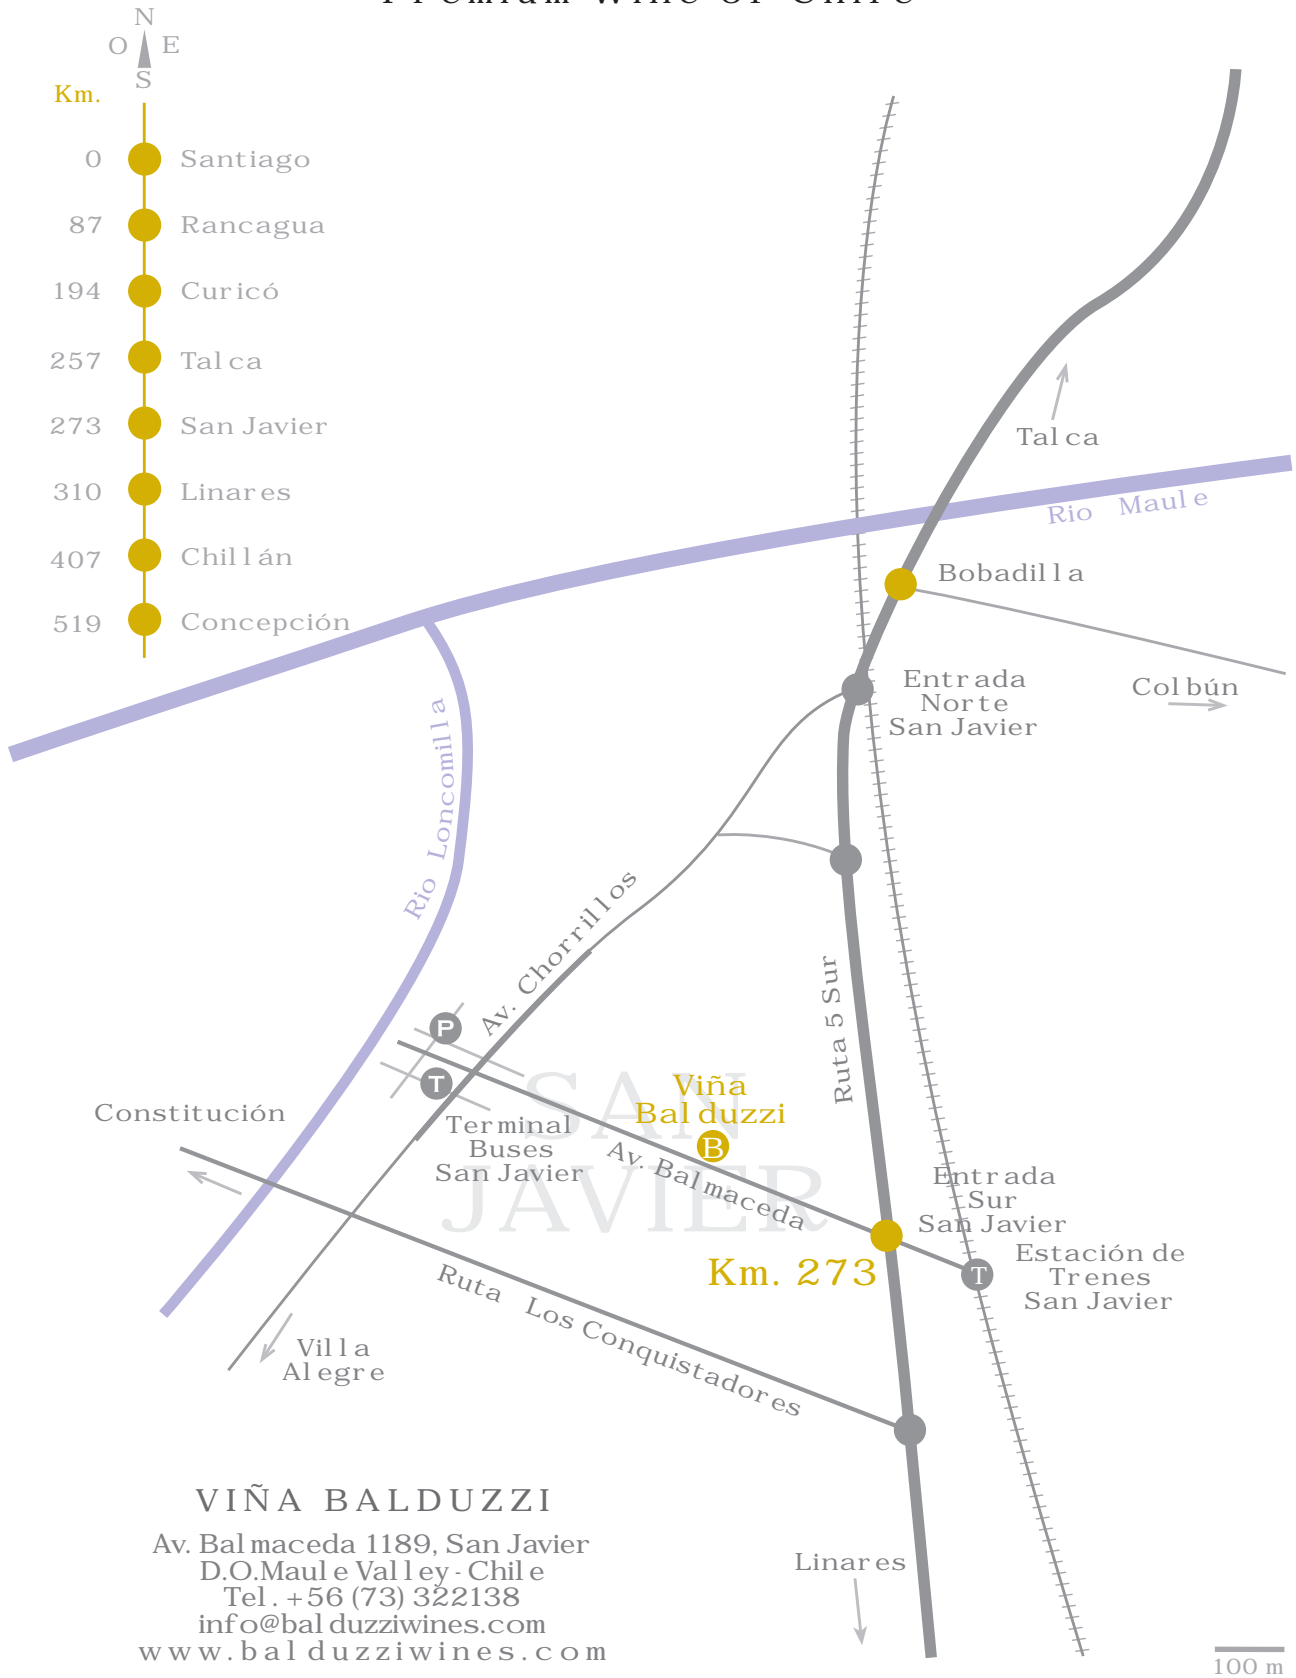 Premium Wine of Chile
N
O E
S
Km.
0 Santiago
87 Rancagua
194 Curicó
257 Talca
273 San Javier
310 Linares
407 Chillán
519 Concepción
Talca
Rio Maule
Bobadilla
Entrada
Norte
San Javier
Colbún
Rio Loncomilla
Av. Chorrillos
Ruta 5 Sur
P
T
SAN
JAVIER
Viña
Balduzzi
B
Constitución
Terminal
Buses
San Javier
Av. Balmaceda
Entrada
Sur
San Javier
Km. 273
T
Estación de
Trenes
San Javier
Ruta Los Conquistadores
Villa
Alegre
VIÑA BALDUZZI
Av. Balmaceda 1189, San Javier
D.O.Maule Valley - Chile
Tel. +56 (73) 322138
info@balduzziwines.com
www.balduzziwines.com
Linares
100 m